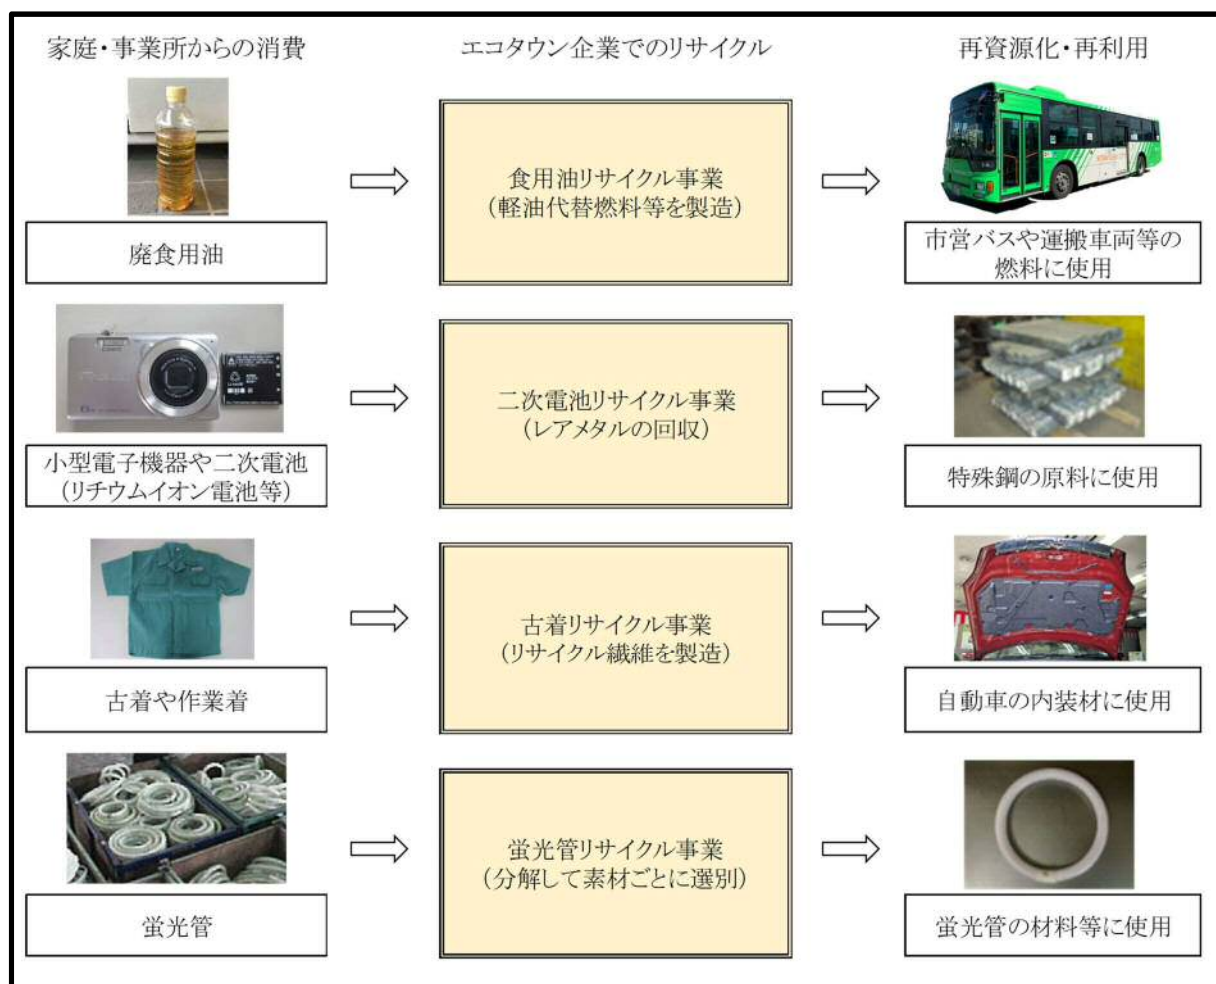 家庭・事業所からの消費
エコタウン企業でのリサイクル
再資源化・再利用
食用油リサイクル事業
(軽油代替燃料等を製造)
廃食用油
市営バスや運搬車両等の
燃料に使用
二次電池リサイクル事業
(レアメタルの回収)
小型電子機器や二次電池
(リチウムイオン電池等)
特殊鋼の原料に使用
古着リサイクル事業
(リサイクル繊維を製造)
古着や作業着
自動車の内装材に使用
蛍光管リサイクル事業
(分解して素材ごとに選別)
蛍光管
蛍光管の材料等に使用